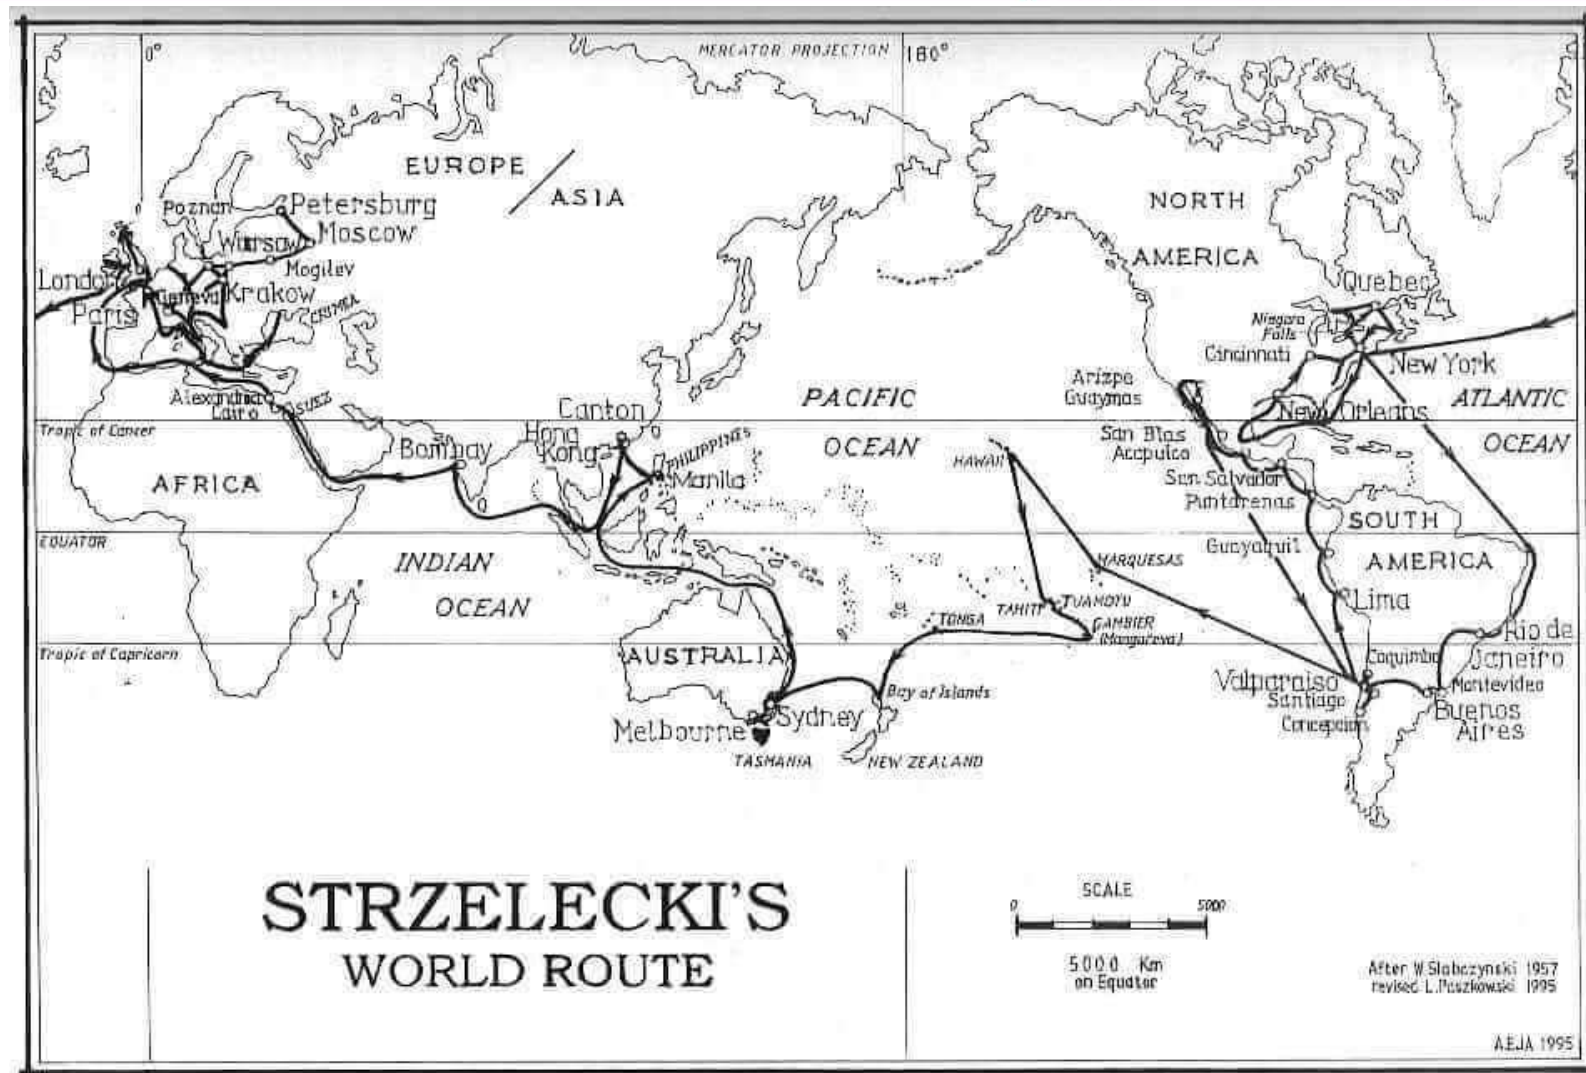 MERCATOR PROJECTION
0°
180°
EUROPE
ASIA
NORTH
AMERICA
Poznan
Petersburg
Moscow
Warsaw
Mogilev
London
Geneva
Krakow
Paris
CRIMEA
Quebec
Niagara
Falls
Cincinnati
New York
Arizpe
Guaymas
PACIFIC
OCEAN
ATLANTIC
OCEAN
Alexandria
Cairo
SUEZ
Canton
New Orleans
Tropic of Cancer
Hong
Kong
Bombay
PHILIPPINES
Manila
San Blas
Acapulco
HAWAII
AFRICA
San Salvador
Puntarenas
SOUTH
AMERICA
EQUATOR
Guayaquil
INDIAN
OCEAN
MARQUESAS
Lima
TAHITI
TUAMOTU
TONGA
GAMBIER
(Mangareva)
Rio de
Janeiro
Tropic of Capricorn
AUSTRALIA
Coquimbo
Valparaiso
Santiago
Concepcion
Montevideo
Buenos
Aires
Bay of Islands
Sydney
Melbourne
TASMANIA
NEW ZEALAND
STRZELECKI'S
WORLD ROUTE
SCALE
0 5000
5000 Km
on Equator
After W.Slabczynski 1957
revised L.Paszkowski 1995
A.E.J.A 1995